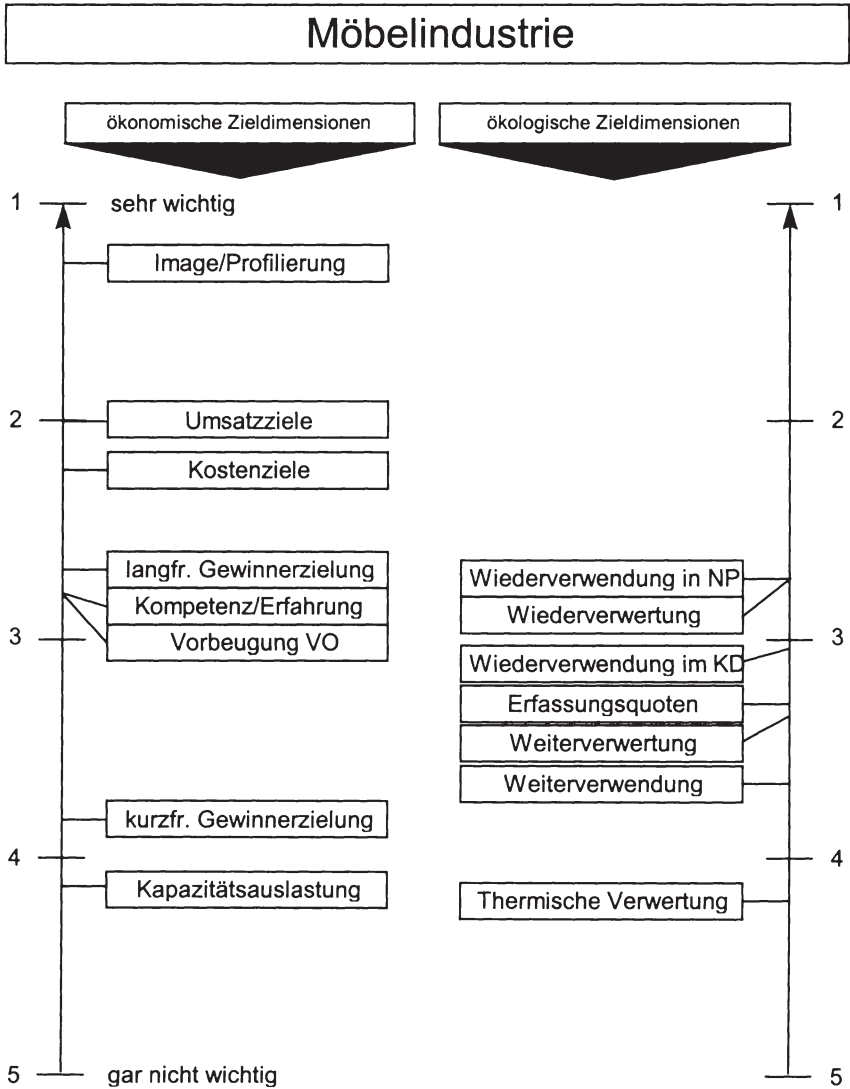 Möbelindustrie
ökonomische Zieldimensionen
ökologische Zieldimensionen
1 sehr wichtig
1
Image/Profilierung
2
Umsatzziele
2
Kostenziele
langfr. Gewinnerzielung
Kompetenz/Erfahrung
3
Vorbeugung VO
Wiederverwendung in NP
Wiederverwertung
3
Wiederverwendung im KD
Erfassungsquoten
Weiterverwertung
Weiterverwendung
kurzfr. Gewinnerzielung
4
4
Kapazitätsauslastung
Thermische Verwertung
5 gar nicht wichtig
5